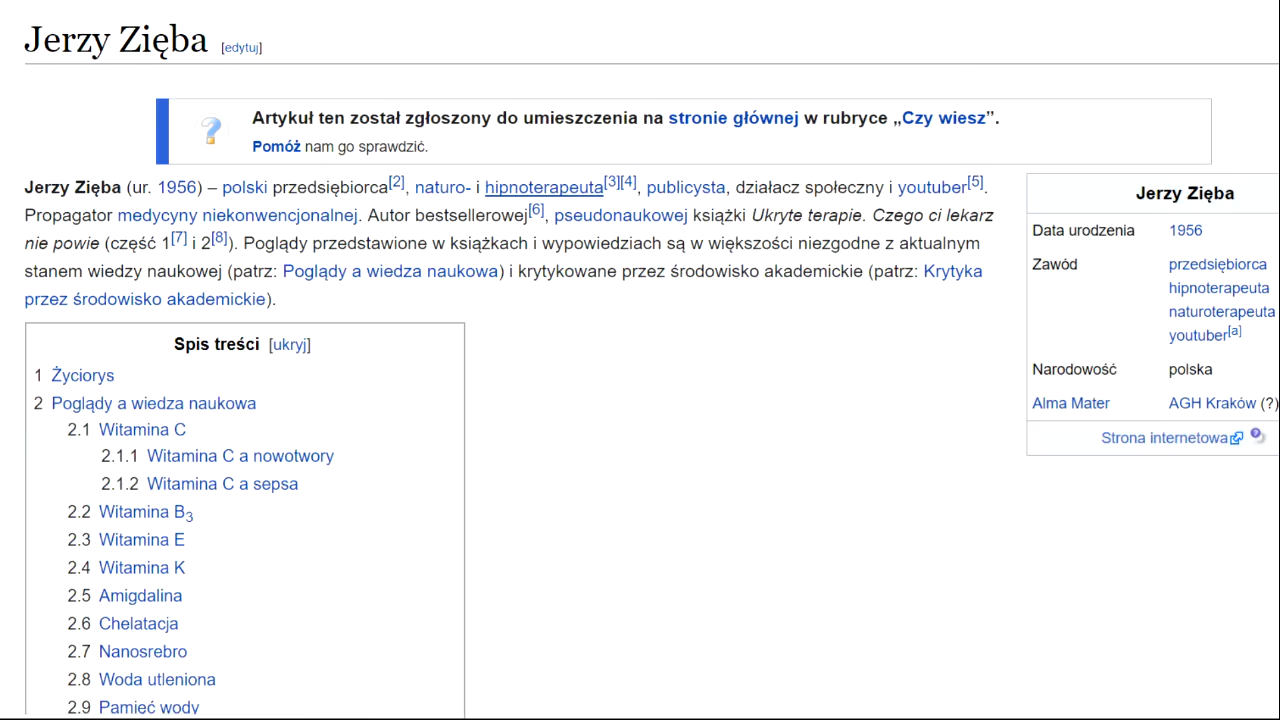 Jerzy Zięba [edytuj]
Artykuł ten został zgłoszony do umieszczenia na stronie głównej w rubryce „Czy wiesz”.
Pomóż nam go sprawdzić.
Jerzy Zięba (ur. 1956) – polski przedsiębiorca[2], naturo- i hipnoterapeuta[3][4], publicysta, działacz społeczny i youtuber[5].
Propagator medycyny niekonwencjonalnej. Autor bestsellerowej[6], pseudonaukowej książki Ukryte terapie. Czego ci lekarz
nie powie (część 1[7] i 2[8]). Poglądy przedstawione w książkach i wypowiedziach są w większości niezgodne z aktualnym
stanem wiedzy naukowej (patrz: Poglądy a wiedza naukowa) i krytykowane przez środowisko akademickie (patrz: Krytyka
przez środowisko akademickie).
Spis treści [ukryj]
1 Życiorys
2 Poglądy a wiedza naukowa
2.1 Witamina C
2.1.1 Witamina C a nowotwory
2.1.2 Witamina C a sepsa
2.2 Witamina B3
2.3 Witamina E
2.4 Witamina K
2.5 Amigdalina
2.6 Chelatacja
2.7 Nanosrebro
2.8 Woda utleniona
2.9 Pamięć wody
Jerzy Zięba
Data urodzenia 1956
Zawód przedsiębiorca
hipnoterapeuta
naturoterapeuta
youtuber[a]
Narodowość polska
Alma Mater AGH Kraków (?)
Strona internetowa